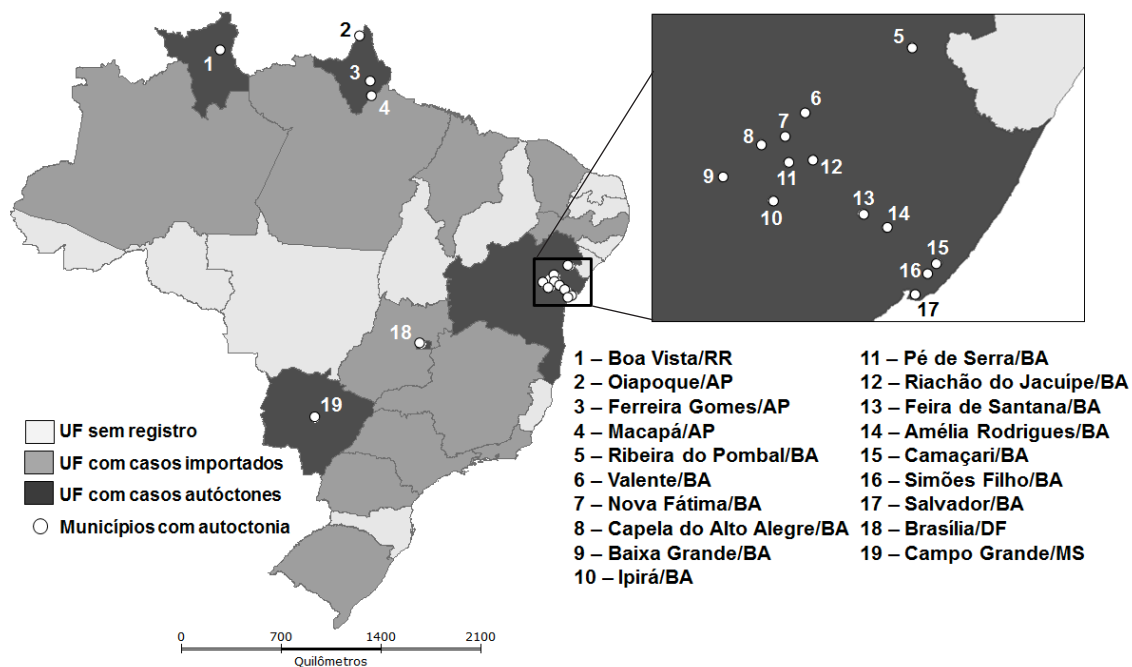 2
1
3
4
18
19
5
6
7
8
9
10
11
12
13
14
15
16
17
UF sem registro
UF com casos importados
UF com casos autóctones
Municípios com autoctonia
1 – Boa Vista/RR
2 – Oiapoque/AP
3 – Ferreira Gomes/AP
4 – Macapá/AP
5 – Ribeira do Pombal/BA
6 – Valente/BA
7 – Nova Fátima/BA
8 – Capela do Alto Alegre/BA
9 – Baixa Grande/BA
10 – Ipirá/BA
11 – Pé de Serra/BA
12 – Riachão do Jacuípe/BA
13 – Feira de Santana/BA
14 – Amélia Rodrigues/BA
15 – Camaçari/BA
16 – Simões Filho/BA
17 – Salvador/BA
18 – Brasília/DF
19 – Campo Grande/MS
0 700 1400 2100
Quilômetros